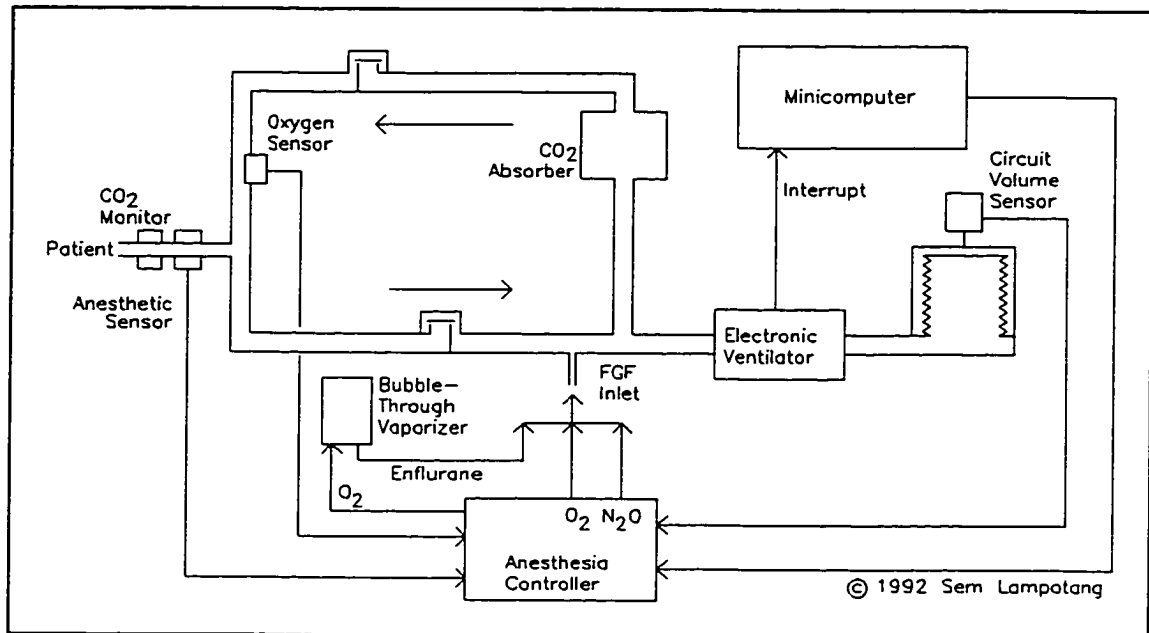 Minicomputer
Oxygen
Sensor
CO2
Absorber
Circuit
Volume
Sensor
CO2
Monitor
Interrupt
Patient
Anesthetic
Sensor
Electronic
Ventilator
FGF
Inlet
Bubble-
Through
Vaporizer
Enflurane
O2
O2 N2O
Anesthesia
Controller
© 1992 Sem Lampotang